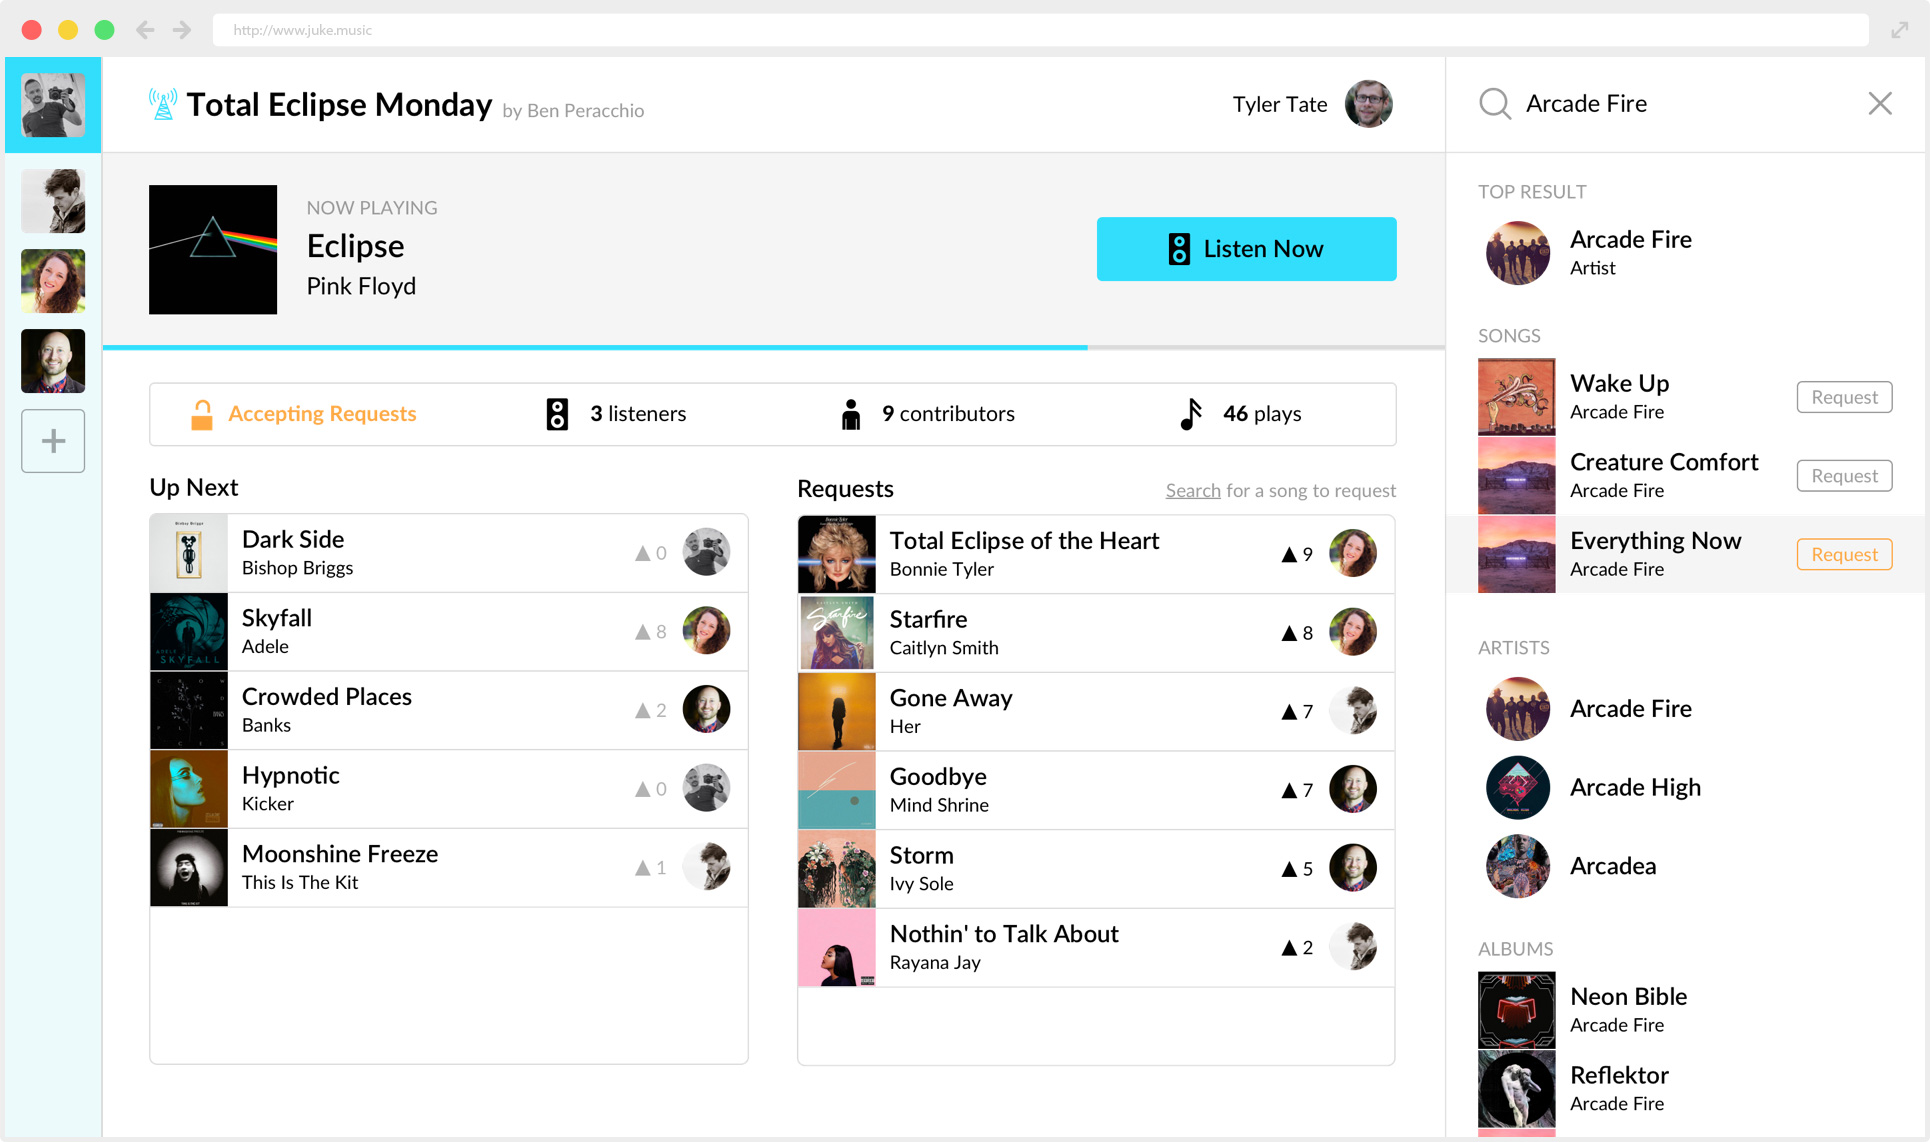 http://www.juke.music
Total Eclipse Monday by Ben Peracchio
Tyler Tate
NOW PLAYING
Eclipse
Pink Floyd
Listen Now
Accepting Requests
3 listeners
9 contributors
46 plays
Up Next
Dark Side
Bishop Briggs
0
Skyfall
Adele
8
ADELE
SKYFALL
Crowded Places
Banks
2
Hypnotic
Kicker
0
Moonshine Freeze
This Is The Kit
1
Requests
Search for a song to request
Total Eclipse of the Heart
Bonnie Tyler
9
Starfire
Starfire
Caitlyn Smith
8
Gone Away
Her
7
Goodbye
Mind Shrine
7
Storm
Ivy Sole
5
Nothin' to Talk About
Rayana Jay
2
Arcade Fire
TOP RESULT
Arcade Fire
Artist
SONGS
Wake Up
Arcade Fire
Request
Creature Comfort
Arcade Fire
Request
Everything Now
Arcade Fire
Request
ARTISTS
Arcade Fire
Arcade High
Arcadea
ALBUMS
Neon Bible
Arcade Fire
Reflektor
Arcade Fire